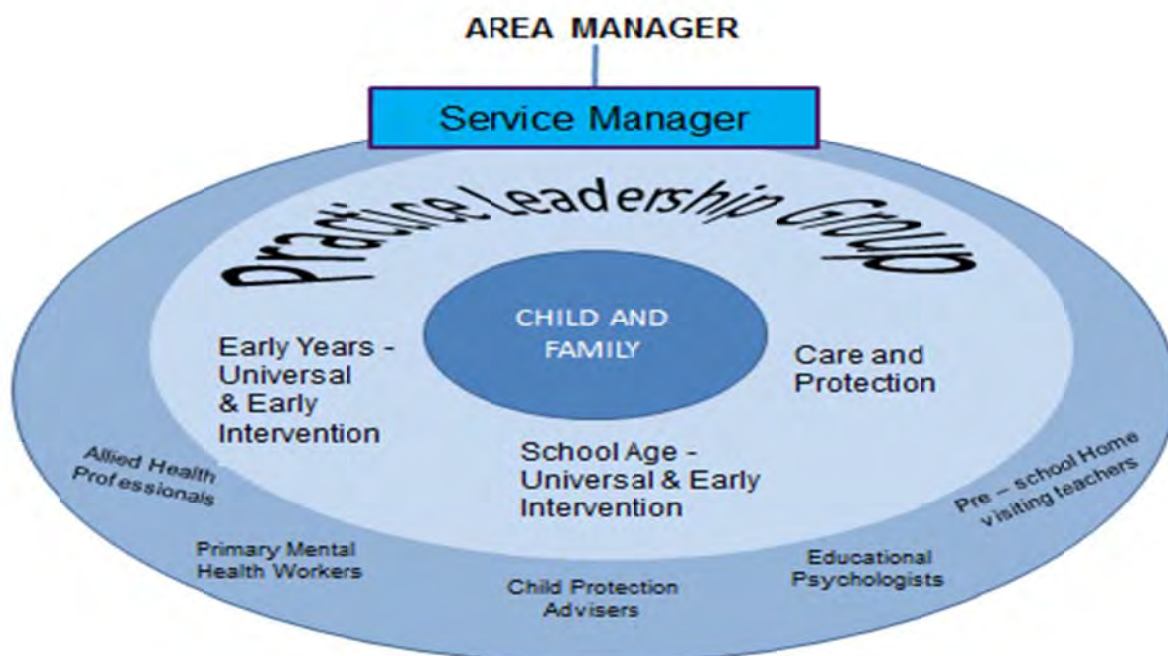 AREA MANAGER
Service Manager
Practice Leadership Group
CHILD AND
FAMILY
Early Years -
Universal
& Early
Intervention
Care and
Protection
School Age -
Universal & Early
Intervention
Allied Health
Professionals
Primary Mental
Health Workers
Child Protection
Advisers
Educational
Psychologists
Pre – school Home
visiting teachers